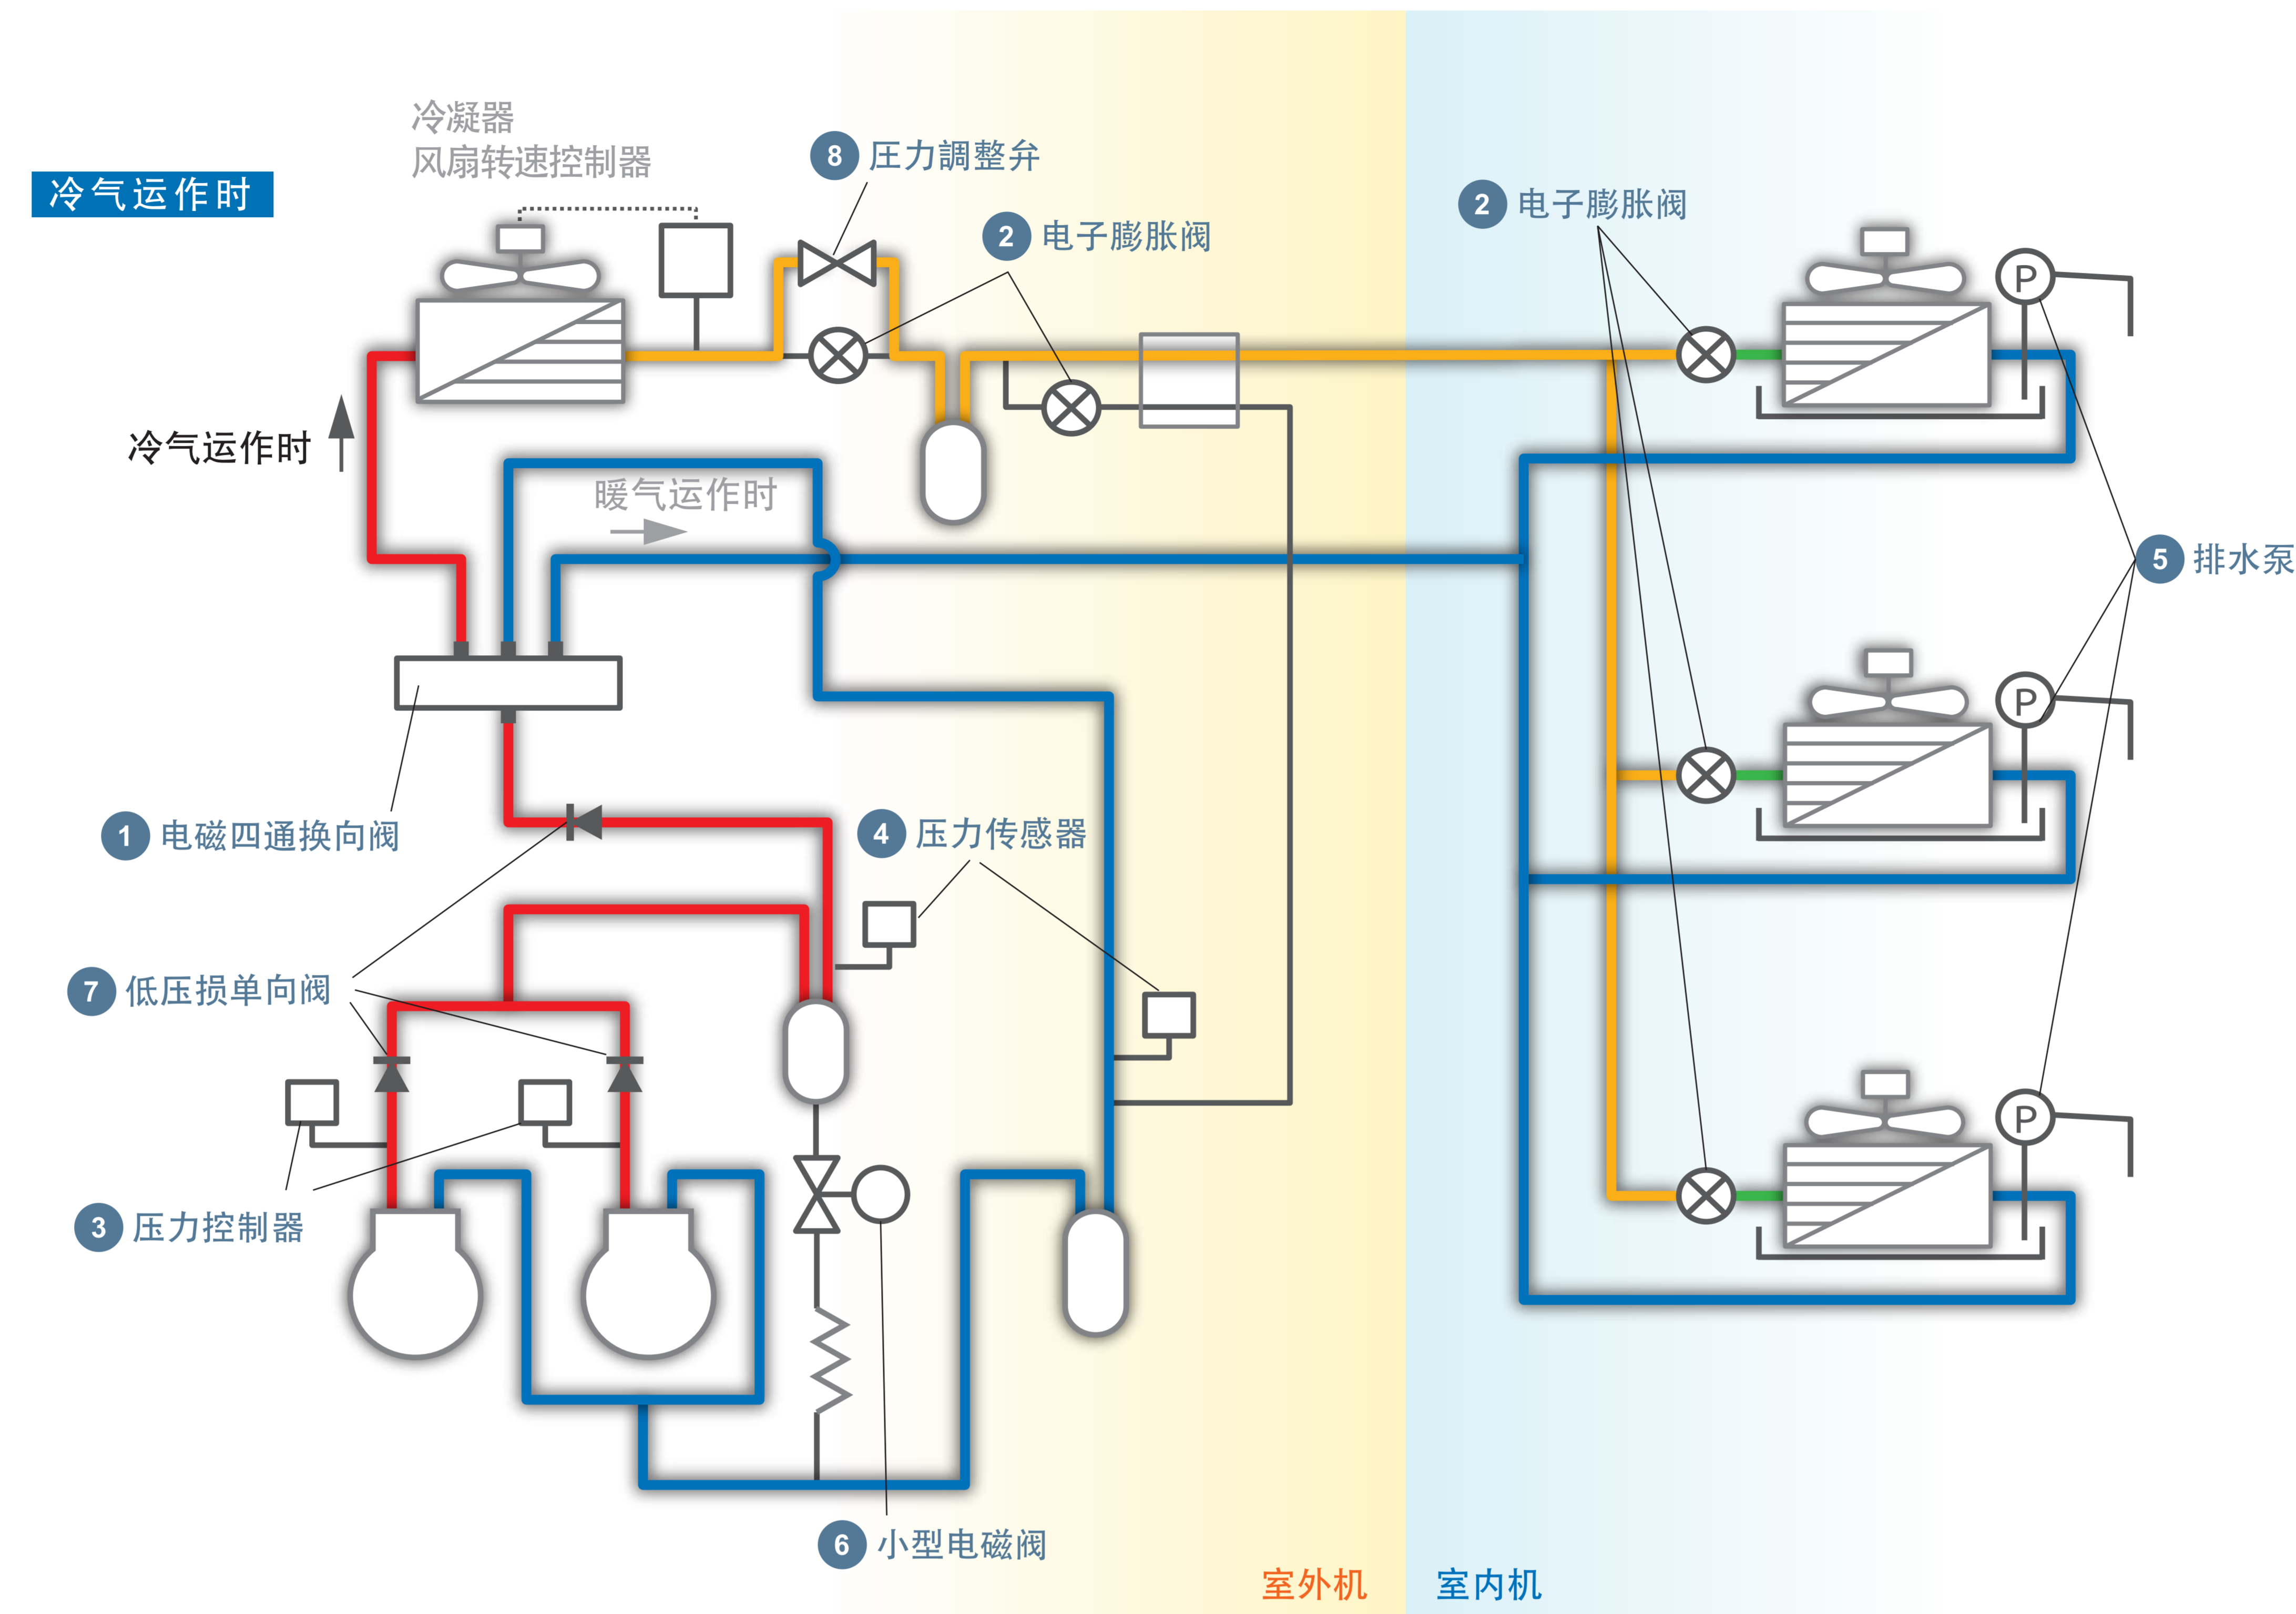 冷气运作时
冷凝器
风扇转速控制器
8 圧力調整弁
2 电子膨胀阀
2 电子膨胀阀
P
冷气运作时
暖气运作时
5 排水泵
P
1 电磁四通换向阀
4 压力传感器
7 低压损单向阀
P
3 压力控制器
6 小型电磁阀
室外机
室内机